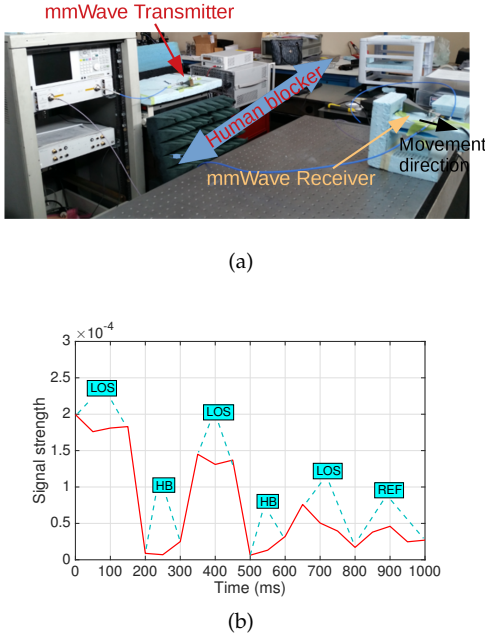 mmWave Transmitter
Human blocker
mmWave Receiver
Movement
direction
(a)
×10-4
3
2.5
2
1.5
1
0.5
0
Signal strength
LOS
HB
LOS
HB
LOS
REF
0 100 200 300 400 500 600 700 800 900 1000
Time (ms)
(b)